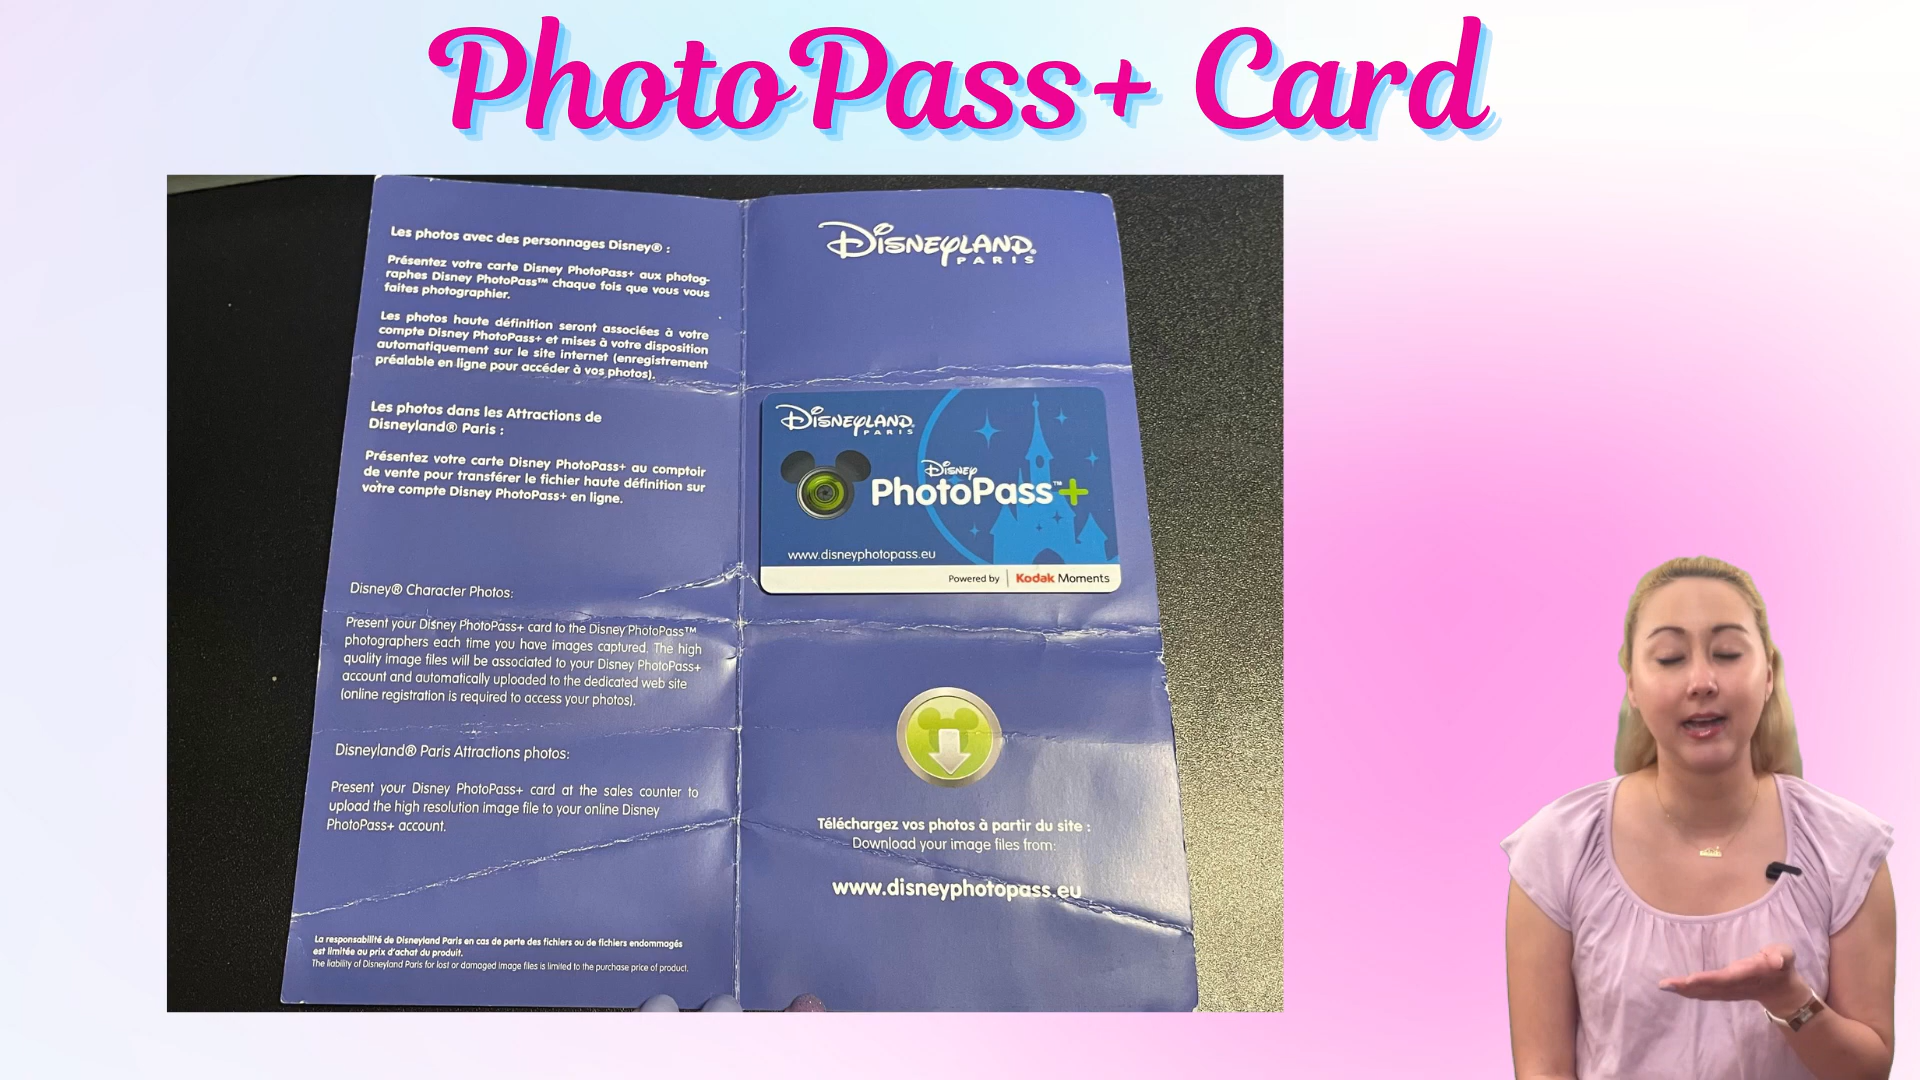 PhotoPass+ Card
Les photos avec des personnages Disney® :
Présentez votre carte Disney PhotoPass+ aux photog-
raphes Disney PhotoPass™ chaque fois que vous vous
faites photographier.
Les photos haute définition seront associées à votre
compte Disney PhotoPass+ et mises à votre disposition
automatiquement sur le site internet (enregistrement
préalable en ligne pour accéder à vos photos).
Les photos dans les Attractions de
Disneyland® Paris :
Présentez votre carte Disney PhotoPass+ au comptoir
de vente pour transférer le fichier haute définition sur
votre compte Disney PhotoPass+ en ligne.
Disney® Character Photos:
Present your Disney PhotoPass+ card to the Disney PhotoPass™
photographers each time you have images captured. The high
quality image files will be associated to your Disney PhotoPass+
account and automatically uploaded to the dedicated web site
(online registration is required to access your photos).
Disneyland® Paris Attractions photos:
Present your Disney PhotoPass+ card at the sales counter to
upload the high resolution image file to your online Disney
PhotoPass+ account.
La responsabilité de Disneyland Paris en cas de perte des fichiers ou de fichiers endommagés
est limitée au prix d'achat du produit.
The liability of Disneyland Paris for lost or damaged image files is limited to the purchase price of product.
Disneyland®
PARIS
Disneyland®
PARIS
Disney
PhotoPass™+
www.disneyphotopass.eu
Powered by | Kodak Moments
Téléchargez vos photos à partir du site :
Download your image files from:
www.disneyphotopass.eu